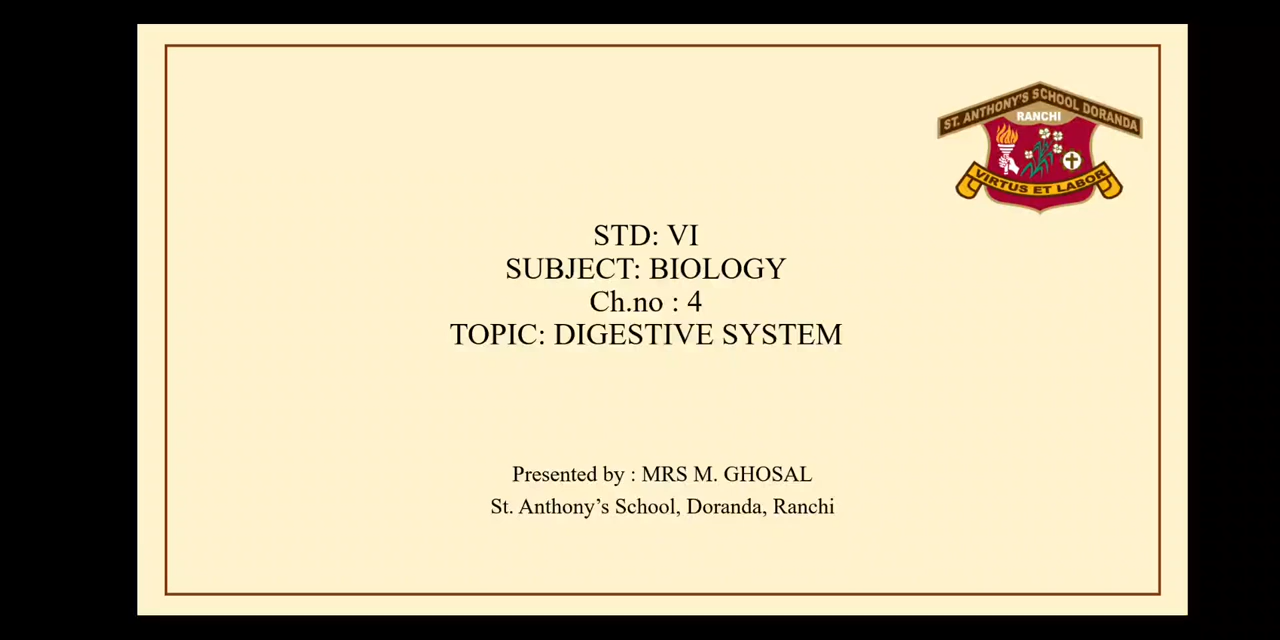 ST. ANTHONY'S SCHOOL DORANDA
RANCHI
VIRTUS ET LABOR
STD: VI
SUBJECT: BIOLOGY
Ch.no : 4
TOPIC: DIGESTIVE SYSTEM
Presented by : MRS M. GHOSAL
St. Anthony’s School, Doranda, Ranchi